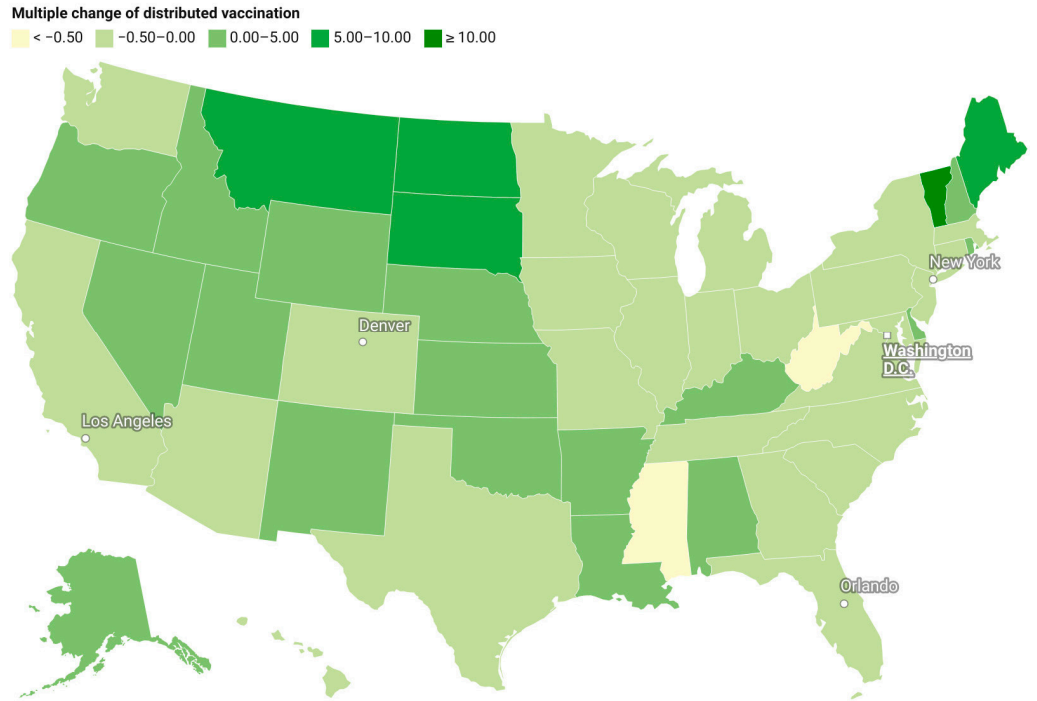 Multiple change of distributed vaccination
< −0.50 −0.50–0.00 0.00–5.00 5.00–10.00 ≥ 10.00
New York
Denver
Washington
D.C.
Los Angeles
Orlando